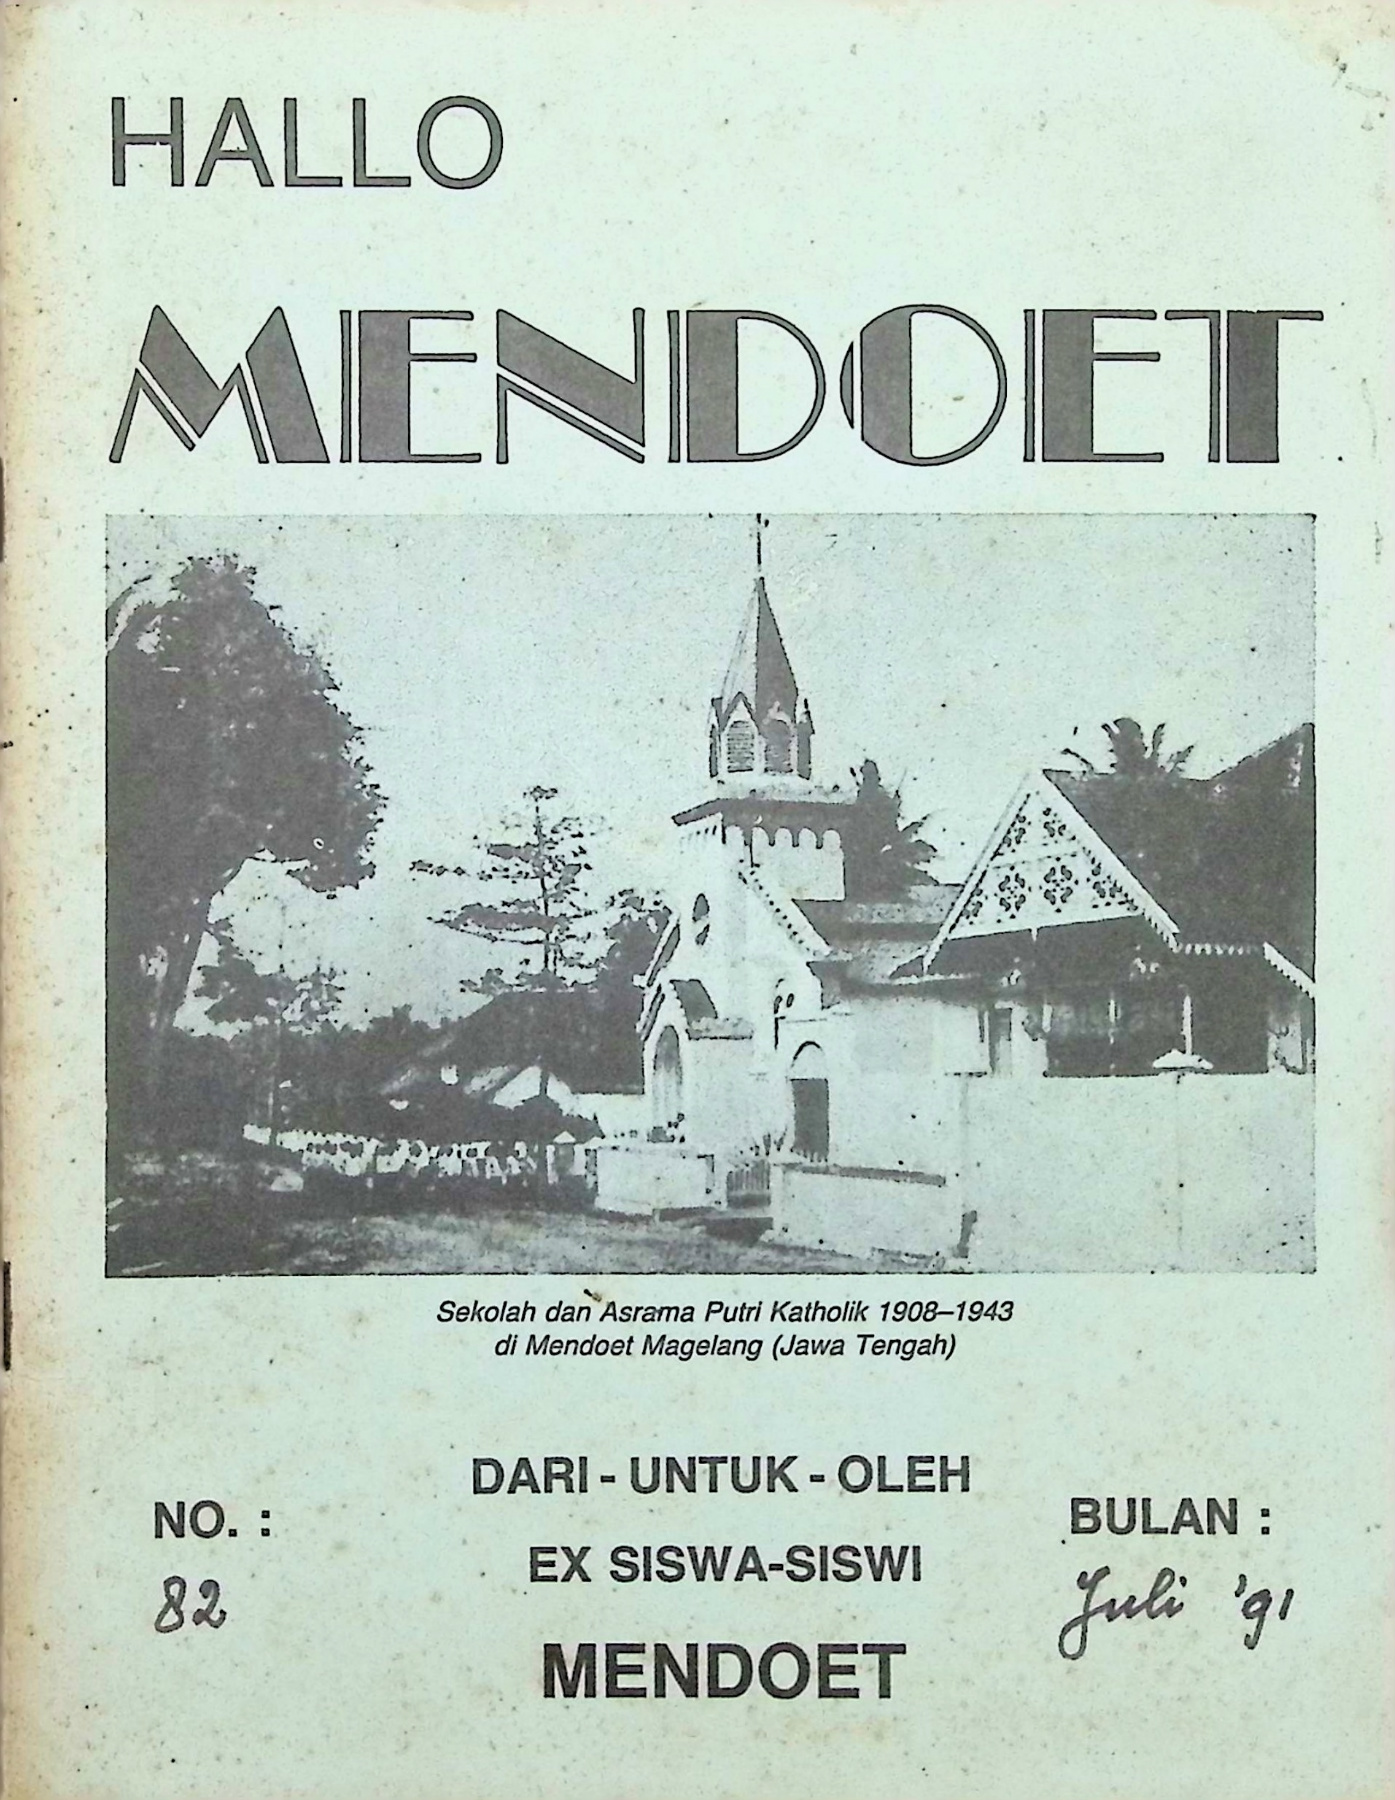 HALLO
MENDOET
Sekolah dan Asrama Putri Katholik 1908–1943
di Mendoet Magelang (Jawa Tengah)
DARI - UNTUK - OLEH
NO. :
BULAN :
EX SISWA-SISWI
82
Juli '91
MENDOET